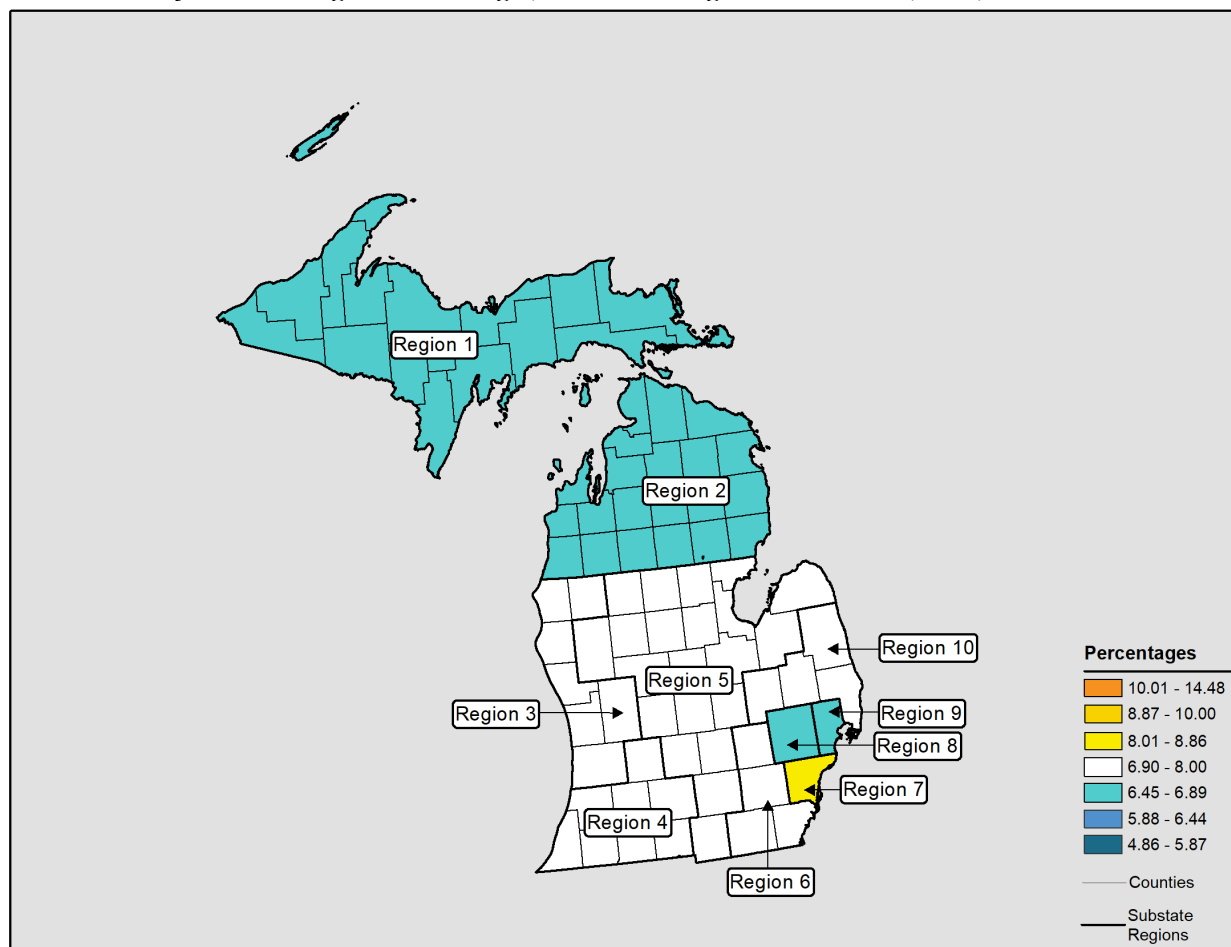 Region 1
Region 2
Region 10
Region 5
Region 3
Region 9
Region 8
Region 7
Region 4
Region 6
Percentages
10.01 - 14.48
8.87 - 10.00
8.01 - 8.86
6.90 - 8.00
6.45 - 6.89
5.88 - 6.44
4.86 - 5.87
Counties
Substate
Regions